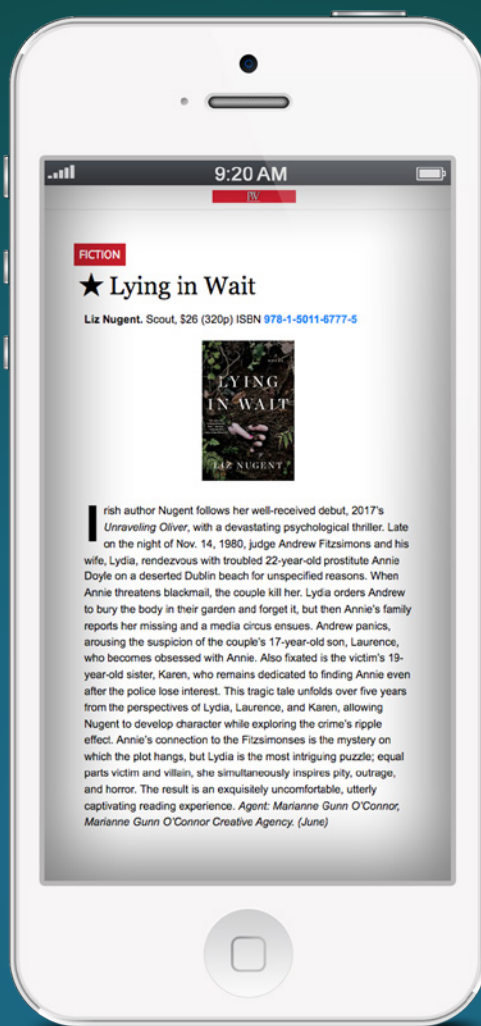 9:20 AM
PW
FICTION
★ Lying in Wait
Liz Nugent. Scout, $26 (320p) ISBN 978-1-5011-6777-5
LYING
IN WAIT
LIZ NUGENT
Irish author Nugent follows her well-received debut, 2017's
Unraveling Oliver, with a devastating psychological thriller. Late
on the night of Nov. 14, 1980, judge Andrew Fitzsimons and his
wife, Lydia, rendezvous with troubled 22-year-old prostitute Annie
Doyle on a deserted Dublin beach for unspecified reasons. When
Annie threatens blackmail, the couple kill her. Lydia orders Andrew
to bury the body in their garden and forget it, but then Annie's family
reports her missing and a media circus ensues. Andrew panics,
arousing the suspicion of the couple's 17-year-old son, Laurence,
who becomes obsessed with Annie. Also fixated is the victim's 19-
year-old sister, Karen, who remains dedicated to finding Annie even
after the police lose interest. This tragic tale unfolds over five years
from the perspectives of Lydia, Laurence, and Karen, allowing
Nugent to develop character while exploring the crime's ripple
effect. Annie's connection to the Fitzsimonses is the mystery on
which the plot hangs, but Lydia is the most intriguing puzzle; equal
parts victim and villain, she simultaneously inspires pity, outrage,
and horror. The result is an exquisitely uncomfortable, utterly
captivating reading experience. Agent: Marianne Gunn O'Connor,
Marianne Gunn O'Connor Creative Agency. (June)